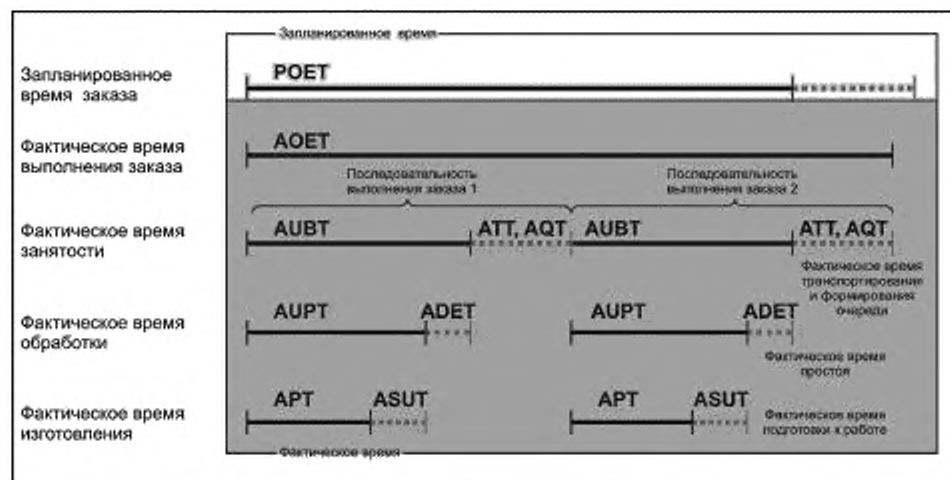 Запланированное время
Запланированное
время заказа
POET
Фактическое время
выполнения заказа
AOET
Последовательность
выполнения заказа 1
Последовательность
выполнения заказа 2
Фактическое время
занятости
AUBT
ATT, AQT
AUBT
ATT, AQT
Фактическое время
транспортирования
и формирования
очереди
Фактическое время
обработки
AUPT
ADET
AUPT
ADET
Фактическое время
простоя
Фактическое время
изготовления
APT
ASUT
APT
ASUT
Фактическое время
подготовки к работе
Фактическое время